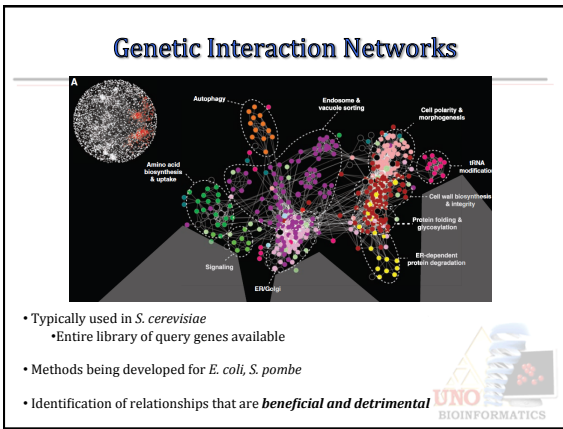 Genetic Interaction Networks
A
Autophagy
Endosome &
vacuole sorting
Cell polarity &
morphogenesis
Amino acid
biosynthesis
& uptake
tRNA
modification
Cell wall biosynthesis
& integrity
Protein folding &
glycosylation
Signaling
ER-dependent
protein degradation
ER/Golgi
• Typically used in S. cerevisiae
•Entire library of query genes available
• Methods being developed for E. coli, S. pombe
• Identification of relationships that are beneficial and detrimental
UNO
BIOINFORMATICS